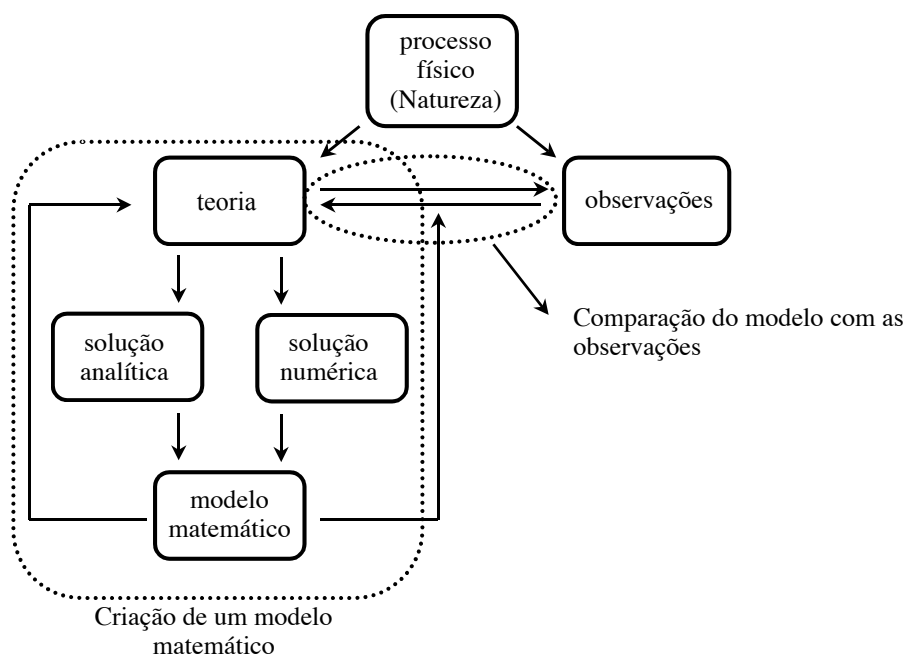 processo
físico
(Natureza)
teoria
observações
solução
analítica
solução
numérica
Comparação do modelo com as
observações
modelo
matemático
Criação de um modelo
matemático